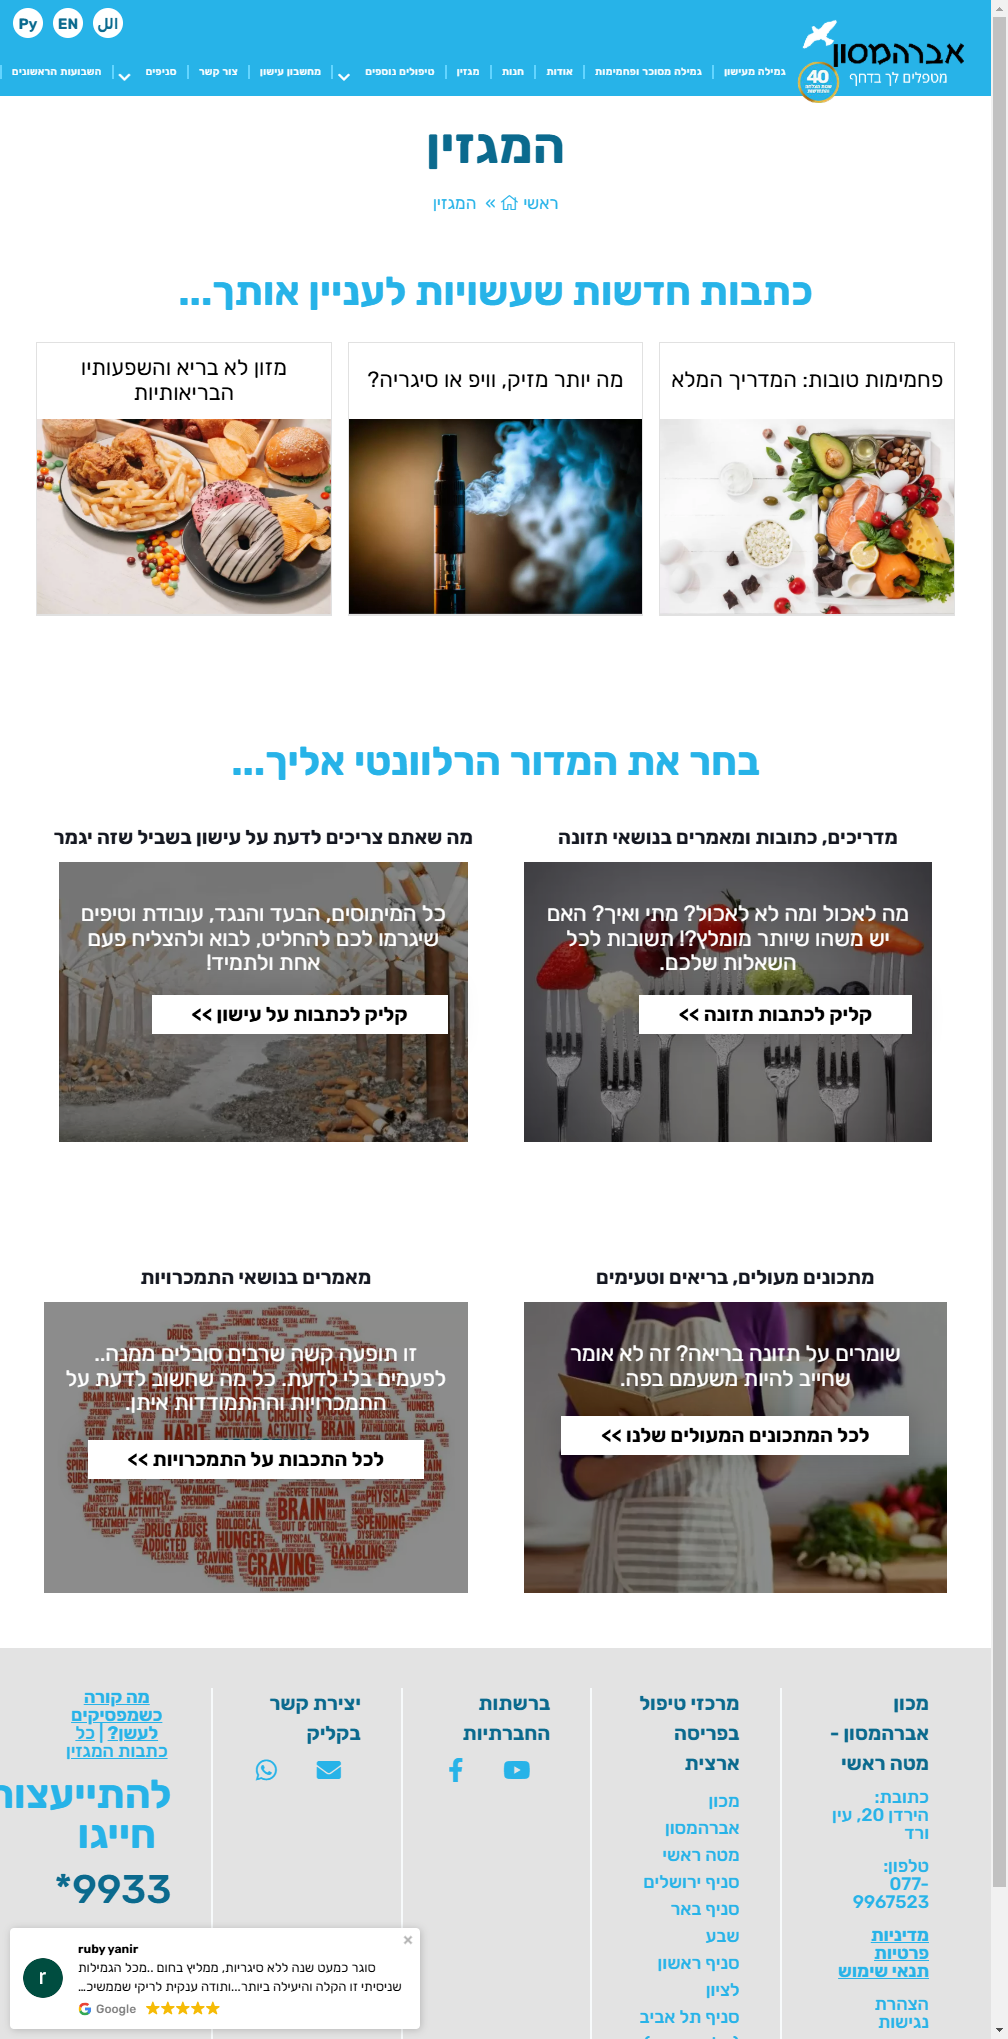 الل
EN
Py
אברהמסון
מטפלים לך בדחף
40
גמילה מעישון
גמילה מסוכר ופחמימות
אודות
חנות
מגזין
טיפולים נוספים
מחשבון עישון
צור קשר
סניפים
השבועות הראשונים
המגזין
ראשי » המגזין
כתבות חדשות שעשויות לעניין אותך...
פחמימות טובות: המדריך המלא
מה יותר מזיק, וויפ או סיגריה?
מזון לא בריא והשפעותיו
הבריאותיות
בחר את המדור הרלוונטי אליך...
מדריכים, כתבות ומאמרים בנושאי תזונה
מה לאכול ומה לא לאכול? מתי ואיך? האם
יש משהו שיותר מומלץ?! תשובות לכל
השאלות שלכם.
קליק לכתבות תזונה >>
מה שאתם צריכים לדעת על עישון בשביל שזה יגמר
כל המיתוסים, הבעד והנגד, עובודת וטיפים
שיגרמו לכם להחליט, לבוא ולהצליח פעם
אחת ולתמיד!
קליק לכתבות על עישון >>
מתכונים מעולים, בריאים וטעימים
שומרים על תזונה בריאה? זה לא אומר
שחייב להיות משעמם בפה.
לכל המתכונים המעולים שלנו >>
מאמרים בנושאי התמכרויות
זו תופעה קשה שרבים סובלים ממנה..
לפעמים בלי לדעת. כל מה שחשוב לדעת על
התמכרויות וההתמודדות איתן.
לכל התכבות על התמכרויות >>
מכון
אברהמסון -
מטה ראשי
כתובת:
הירדן 20, עין
ורד
טלפון:
077-
9967523
מדיניות
פרטיות
תנאי שימוש
הצהרת
נגישות
מרכזי טיפול
בפריסה
ארצית
מכון
אברהמסון
מטה ראשי
סניף ירושלים
סניף באר
שבע
סניף ראשון
לציון
סניף תל אביב
ברשתות
החברתיות
יצירת קשר
בקליק
מה קורה
כשמפסיקים
לעשן? | כל
כתבות המגזין
להתייעצות
חייגו
*9933
ruby yanir
r
סוגר כמעט שנה ללא סיגריות, ממליץ בחום ..מכל הגמילות
שניסיתי זו הקלה והיעילה ביותר...ותודה ענקית לריקי שממשיכ...
Google